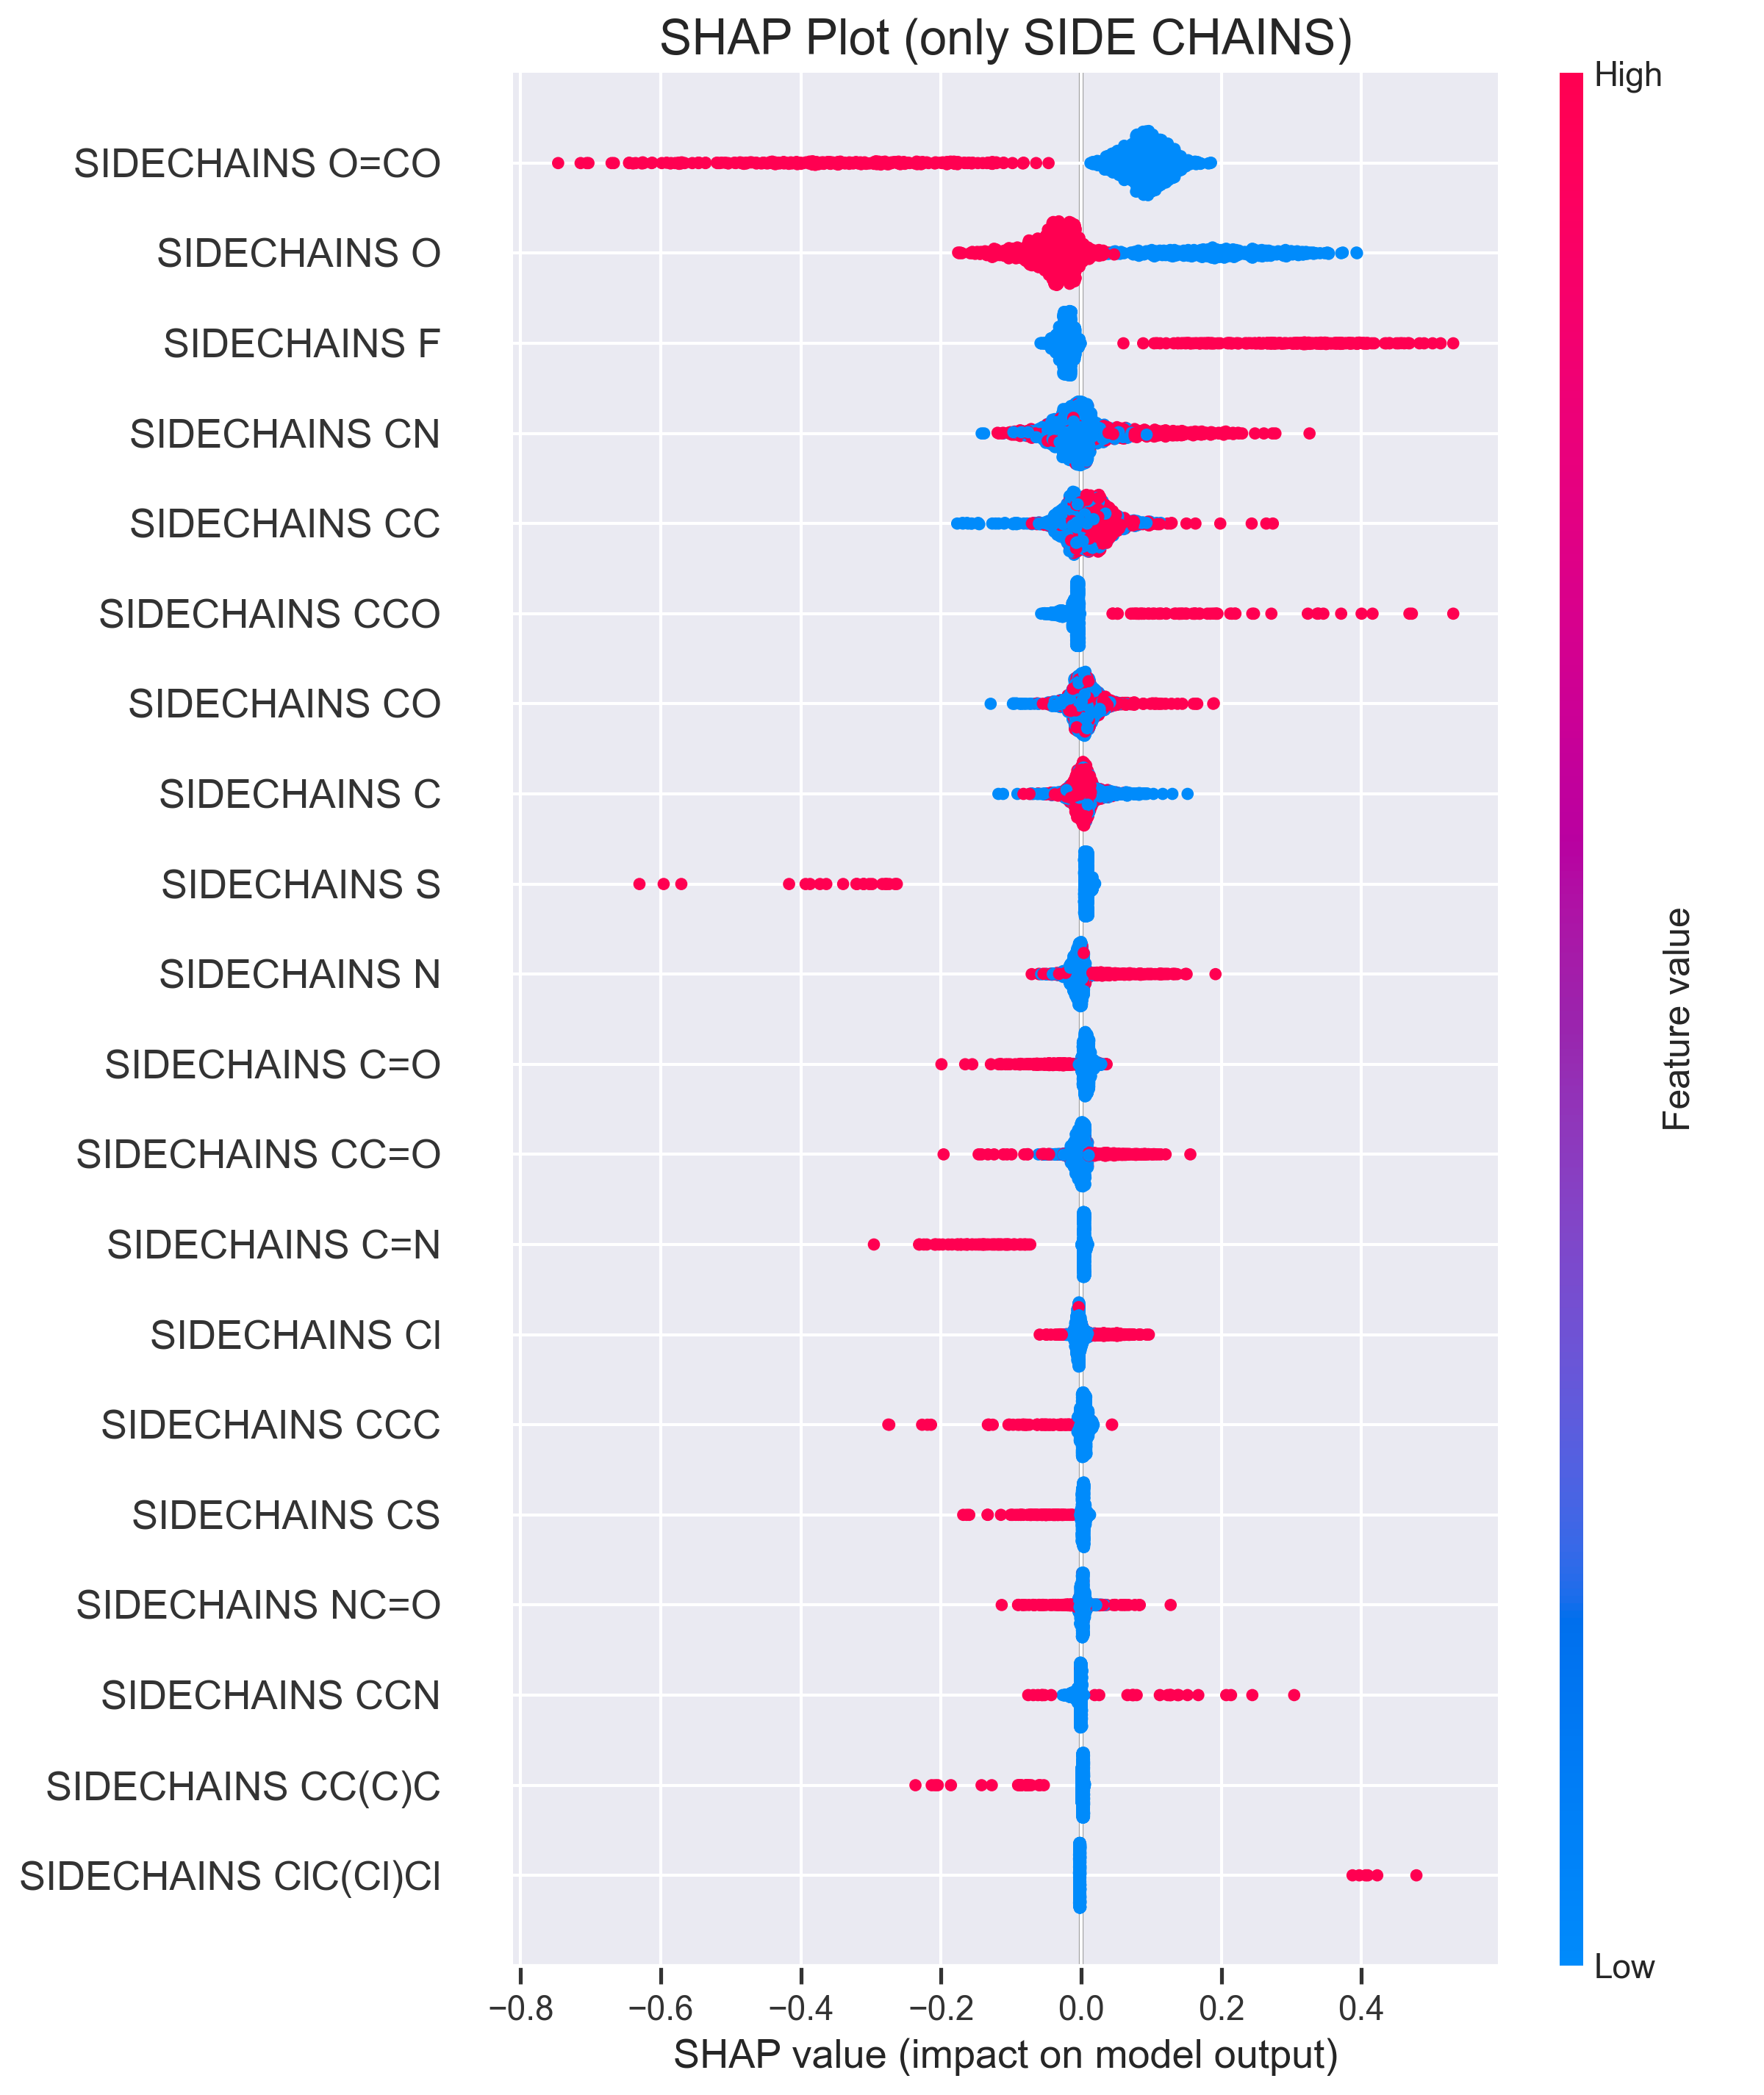 SHAP Plot (only SIDE CHAINS)
High
SIDECHAINS O=CO
SIDECHAINS O
SIDECHAINS F
SIDECHAINS CN
SIDECHAINS CC
SIDECHAINS CCO
SIDECHAINS CO
SIDECHAINS C
SIDECHAINS S
SIDECHAINS N
SIDECHAINS C=O
SIDECHAINS CC=O
SIDECHAINS C=N
SIDECHAINS Cl
SIDECHAINS CCC
SIDECHAINS CS
SIDECHAINS NC=O
SIDECHAINS CCN
SIDECHAINS CC(C)C
SIDECHAINS ClC(Cl)Cl
Feature value
Low
−0.8 −0.6 −0.4 −0.2 0.0 0.2 0.4
SHAP value (impact on model output)